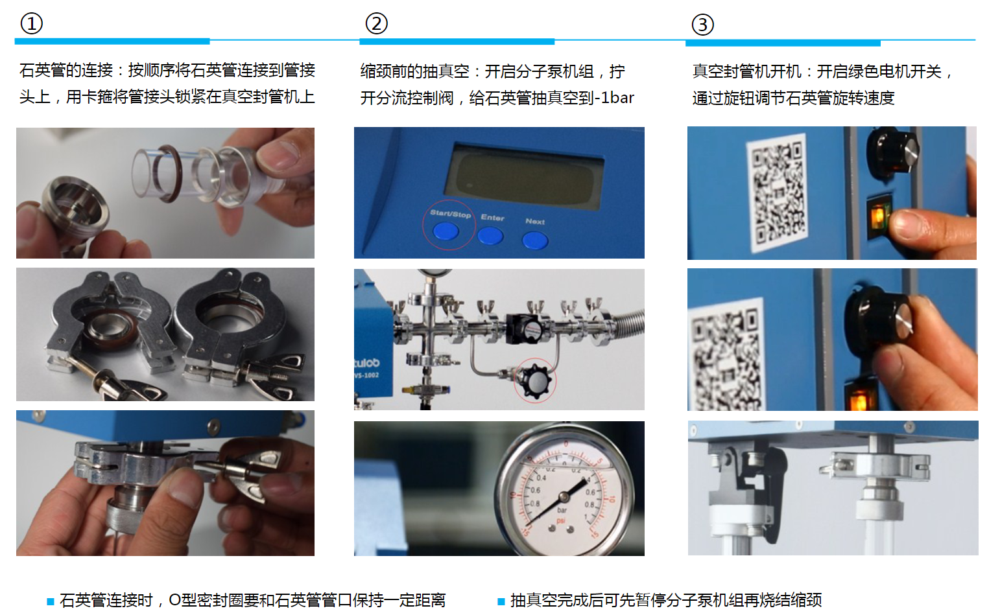 ①
石英管的连接：按顺序将石英管连接到管接
头上，用卡箍将管接头锁紧在真空封管机上
②
缩颈前的抽真空：开启分子泵机组，拧
开分流控制阀，给石英管抽真空到-1bar
Start/Stop
Enter
Next
VS-1002
0
5
0
0.2
0.2
0.4
0.6
0.6
10
10
0.8
0.8
1
bar
psi
-15
15
③
真空封管机开机：开启绿色电机开关，
通过旋钮调节石英管旋转速度
■ 石英管连接时，O型密封圈要和石英管管口保持一定距离
■ 抽真空完成后可先暂停分子泵机组再烧结缩颈